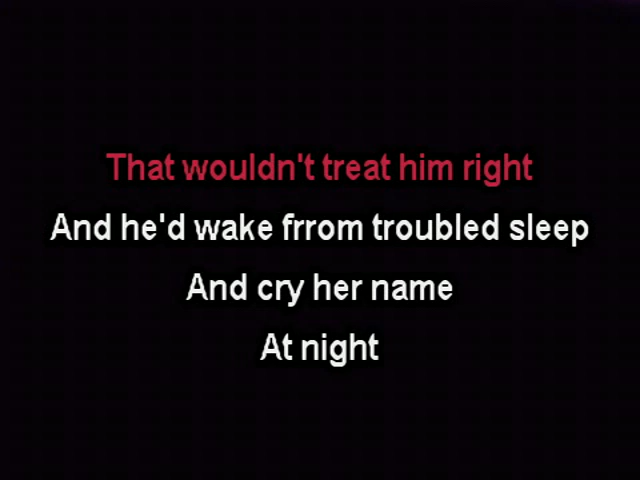 That wouldn't treat him right
And he'd wake frrom troubled sleep
And cry her name
At night